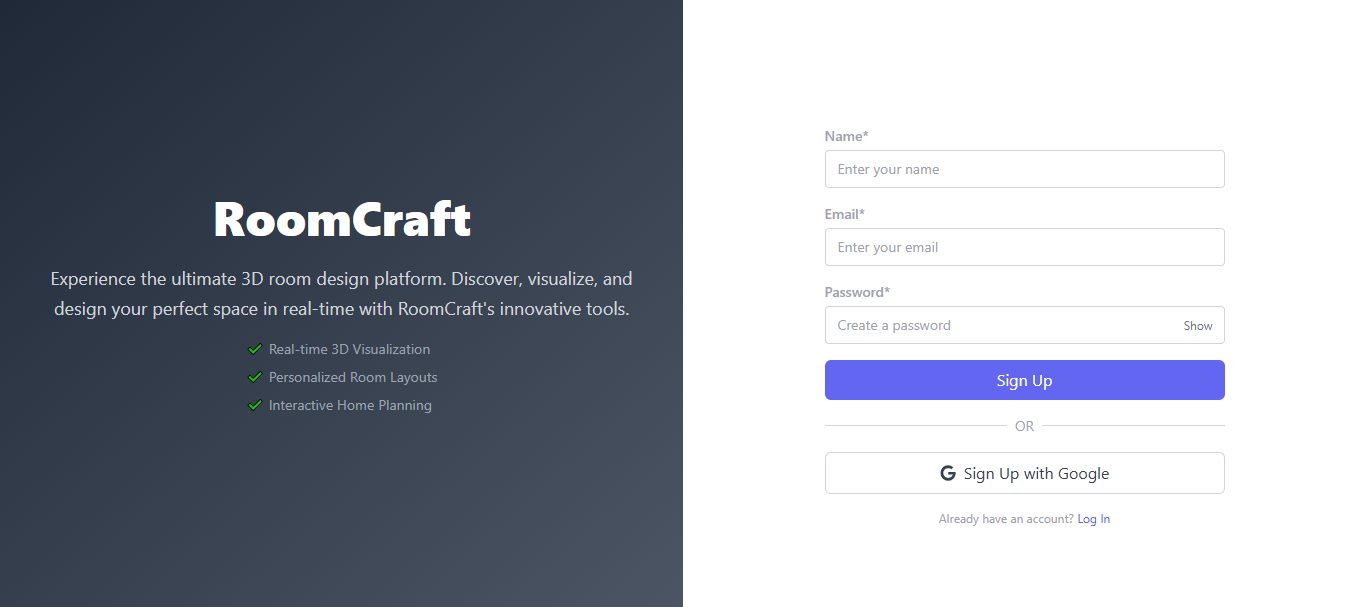 RoomCraft
Experience the ultimate 3D room design platform. Discover, visualize, and
design your perfect space in real-time with RoomCraft's innovative tools.
Real-time 3D Visualization
Personalized Room Layouts
Interactive Home Planning
Name*
Enter your name
Email*
Enter your email
Password*
Create a password Show
Sign Up
OR
Sign Up with Google
Already have an account? Log In